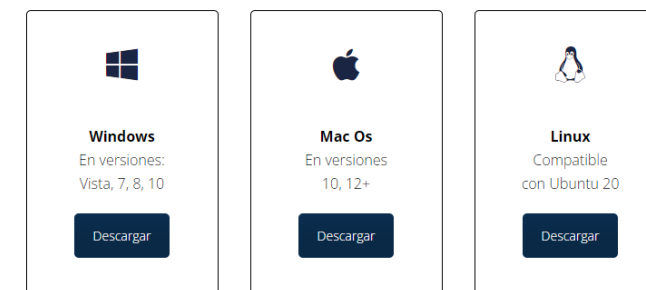 Windows
En versiones:
Vista, 7, 8, 10
Descargar
Mac Os
En versiones
10, 12+
Descargar
Linux
Compatible
con Ubuntu 20
Descargar